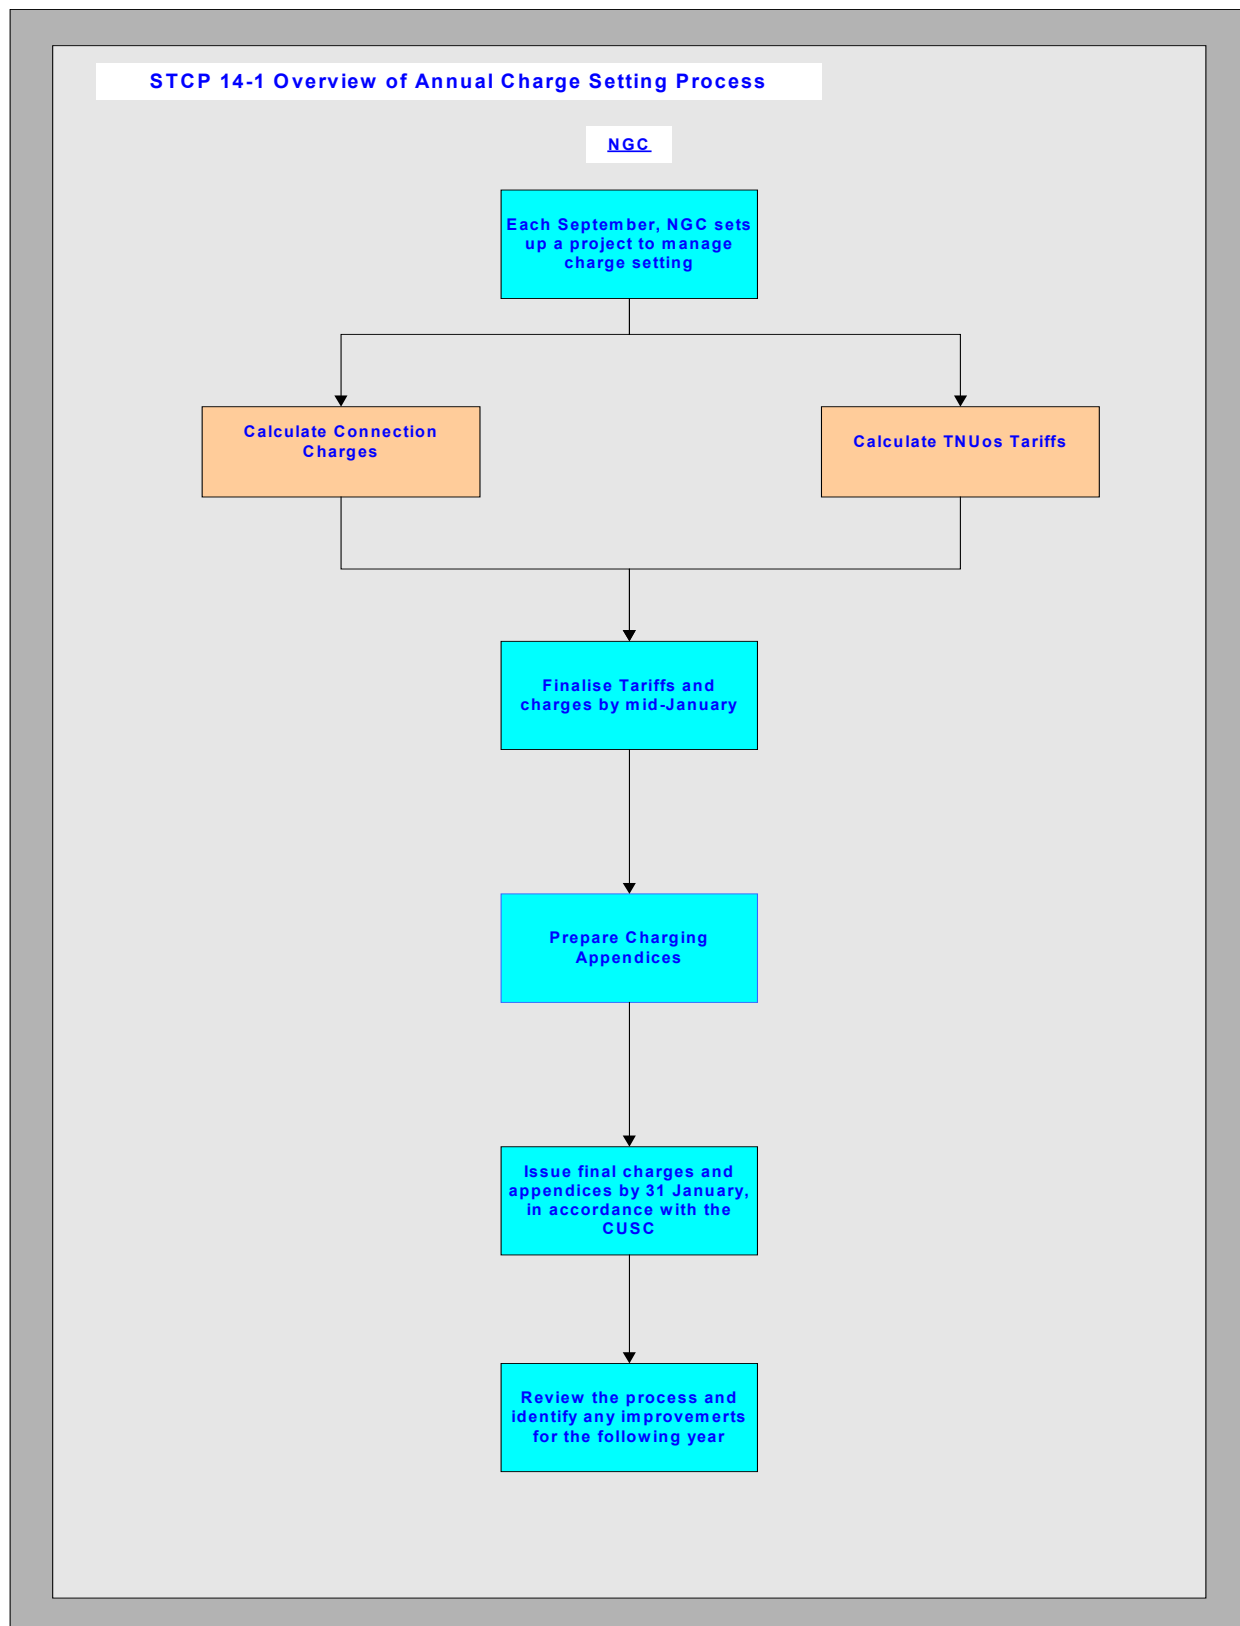 STCP 14-1 Overview of Annual Charge Setting Process
NGC
Each September, NGC sets
up a project to manage
charge setting
Calculate Connection
Charges
Calculate TNUos Tariffs
Finalise Tariffs and
charges by mid-January
Prepare Charging
Appendices
Issue final charges and
appendices by 31 January,
in accordance with the
CUSC
Review the process and
identify any improvemerts
for the following year